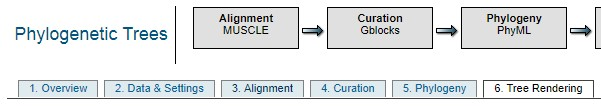 Phylogenetic Trees
Alignment
MUSCLE
Curation
Gblocks
Phylogeny
PhyML
1. Overview
2. Data & Settings
3. Alignment
4. Curation
5. Phylogeny
6. Tree Rendering